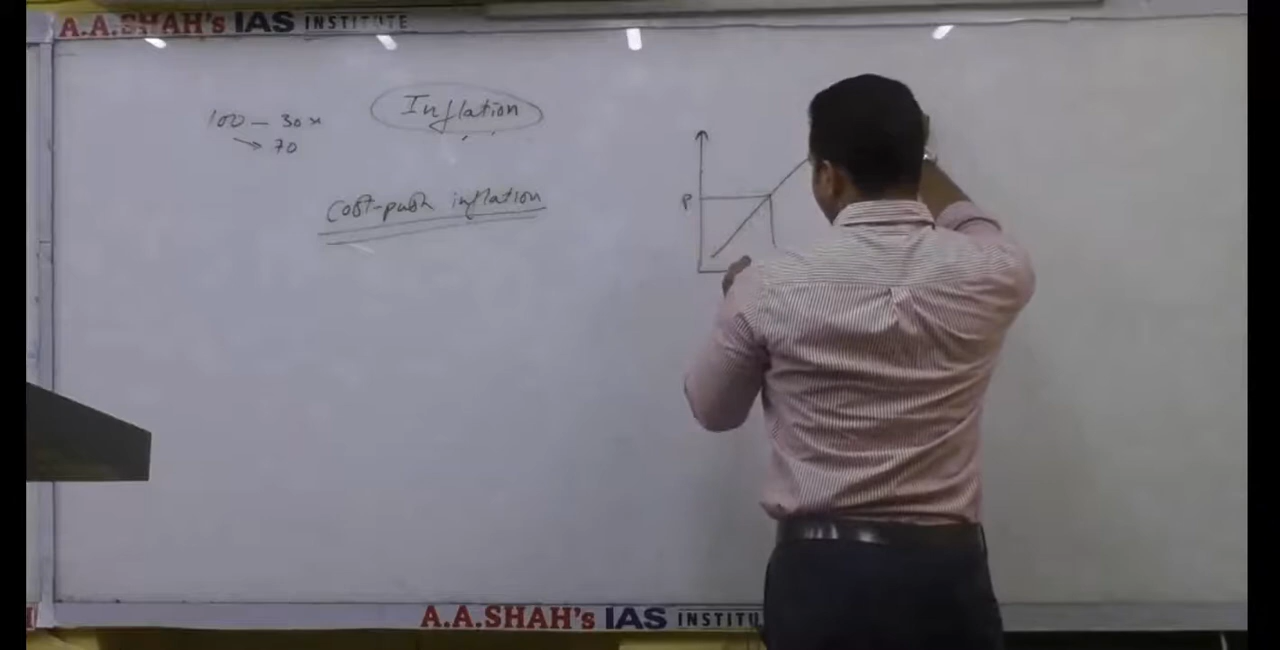 A.A.SHAH's IAS INSTITUTE
Inflation
100 — 30 x
→ 70
cost-push inflation
P
A.A.SHAH's IAS INSTITU